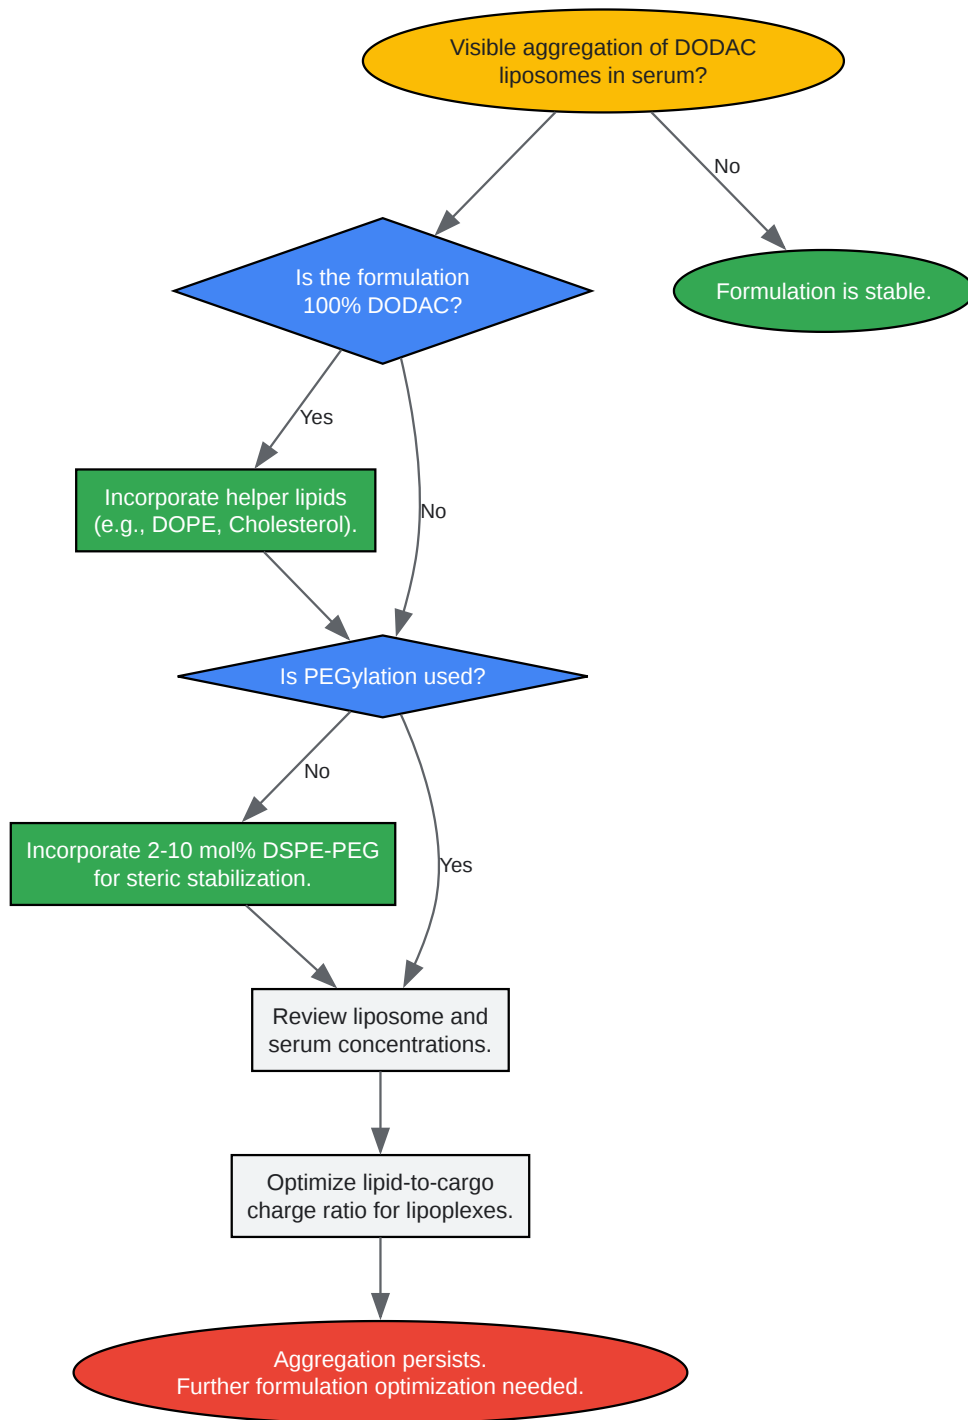 Visible aggregation of DODAC
liposomes in serum?
No
Is the formulation
100% DODAC?
Formulation is stable.
Yes
Incorporate helper lipids
(e.g., DOPE, Cholesterol).
No
Is PEGylation used?
No
Incorporate 2-10 mol% DSPE-PEG
for steric stabilization.
Yes
Review liposome and
serum concentrations.
Optimize lipid-to-cargo
charge ratio for lipoplexes.
Aggregation persists.
Further formulation optimization needed.